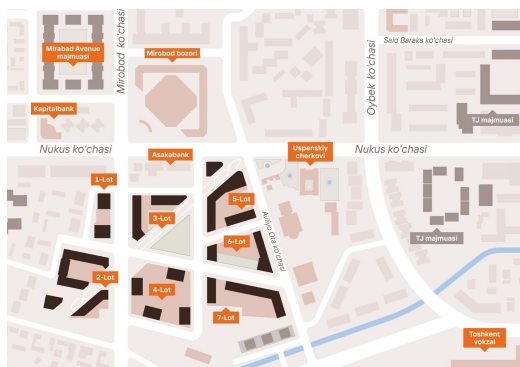 Mirabad Avenue
majmuasi
Mirobod ko'chasi
Mirobod bozori
Oybek ko'chasi
Said Baraka ko'chasi
Kapitalbank
TJ majmuasi
Nukus ko'chasi
Asakabank
Uspenskiy
cherkovi
Nukus ko'chasi
1-Lot
3-Lot
5-Lot
Avliyo Ota ko'chasi
6-Lot
TJ majmuasi
2-Lot
4-Lot
7-Lot
Toshkent
vokzal